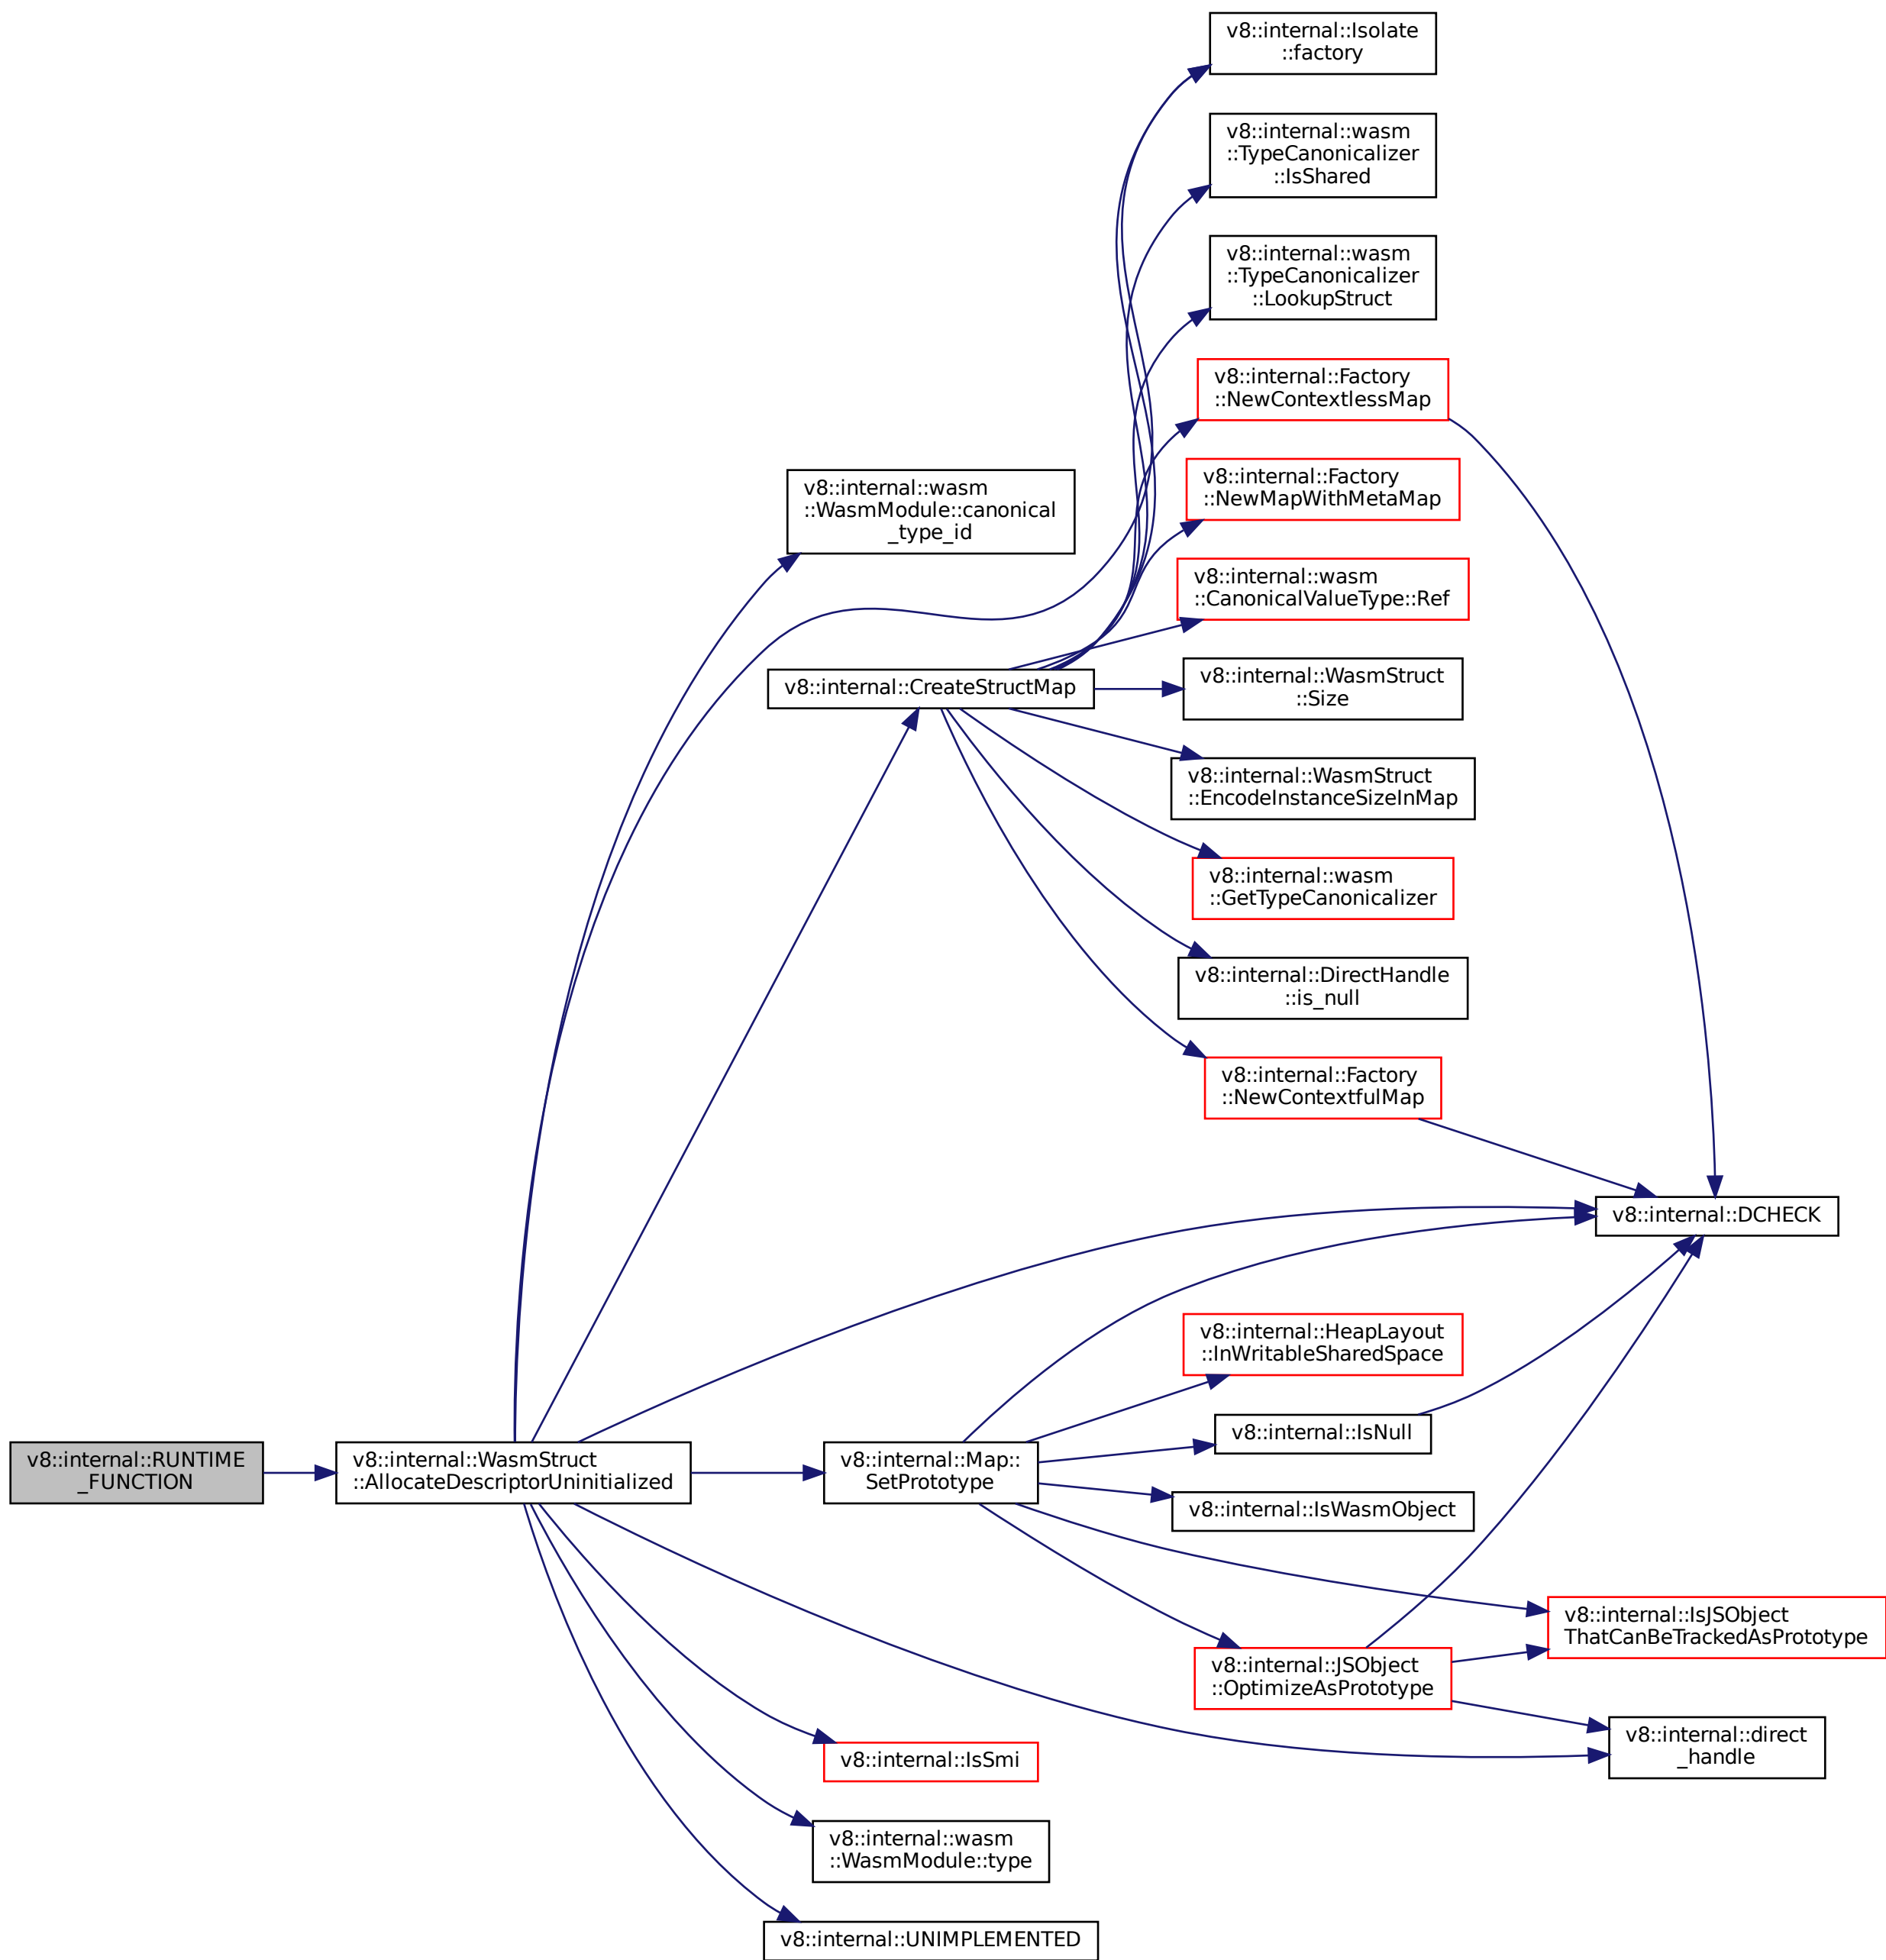 v8::internal::Isolate
::factory
v8::internal::wasm
::TypeCanonicalizer
::IsShared
v8::internal::wasm
::TypeCanonicalizer
::LookupStruct
v8::internal::Factory
::NewContextlessMap
v8::internal::Factory
::NewMapWithMetaMap
v8::internal::wasm
::WasmModule::canonical
_type_id
v8::internal::wasm
::CanonicalValueType::Ref
v8::internal::CreateStructMap
v8::internal::WasmStruct
::Size
v8::internal::WasmStruct
::EncodeInstanceSizeInMap
v8::internal::wasm
::GetTypeCanonicalizer
v8::internal::DirectHandle
::is_null
v8::internal::Factory
::NewContextfulMap
v8::internal::DCHECK
v8::internal::HeapLayout
::InWritableSharedSpace
v8::internal::IsNull
v8::internal::RUNTIME
_FUNCTION
v8::internal::WasmStruct
::AllocateDescriptorUninitialized
v8::internal::Map::
SetPrototype
v8::internal::IsWasmObject
v8::internal::IsJSObject
ThatCanBeTrackedAsPrototype
v8::internal::JSObject
::OptimizeAsPrototype
v8::internal::direct
_handle
v8::internal::IsSmi
v8::internal::wasm
::WasmModule::type
v8::internal::UNIMPLEMENTED